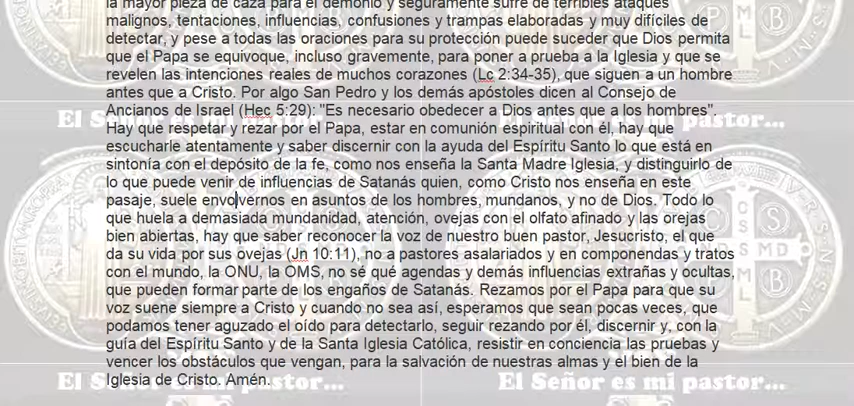 la mayor pieza de caza para el demonio y seguramente sufre de terribles ataques
malignos, tentaciones, influencias, confusiones y trampas elaboradas y muy difíciles de
detectar, y pese a todas las oraciones para su protección puede suceder que Dios permita
que el Papa se equivoque, incluso gravemente, para poner a prueba a la Iglesia y que se
revelen las intenciones reales de muchos corazones (Lc 2:34-35), que siguen a un hombre
antes que a Cristo. Por algo San Pedro y los demás apóstoles dicen al Consejo de
Ancianos de Israel (Hec 5:29): "Es necesario obedecer a Dios antes que a los hombres".
El Señor es mi pastor... El Señor es mi pastor...
Hay que respetar y rezar por el Papa, estar en comunión espiritual con él, hay que
escucharle atentamente y saber discernir con la ayuda del Espíritu Santo lo que está en
sintonía con el depósito de la fe, como nos enseña la Santa Madre Iglesia, y distinguirlo de
lo que puede venir de influencias de Satanás quien, como Cristo nos enseña en este
pasaje, suele envolvernos en asuntos de los hombres, mundanos, y no de Dios. Todo lo
que huela a demasiada mundanidad, atención, ovejas con el olfato afinado y las orejas
bien abiertas, hay que saber reconocer la voz de nuestro buen pastor, Jesucristo, el que
da su vida por sus ovejas (Jn 10:11), no a pastores asalariados y en componendas y tratos
con el mundo, la ONU, la OMS, no sé qué agendas y demás influencias extrañas y ocultas,
que pueden formar parte de los engaños de Satanás. Rezamos por el Papa para que su
voz suene siempre a Cristo y cuando no sea así, esperamos que sean pocas veces, que
podamos tener aguzado el oído para detectarlo, seguir rezando por él, discernir y, con la
guía del Espíritu Santo y de la Santa Iglesia Católica, resistir en conciencia las pruebas y
vencer los obstáculos que vengan, para la salvación de nuestras almas y el bien de la
Iglesia de Cristo. Amén.
El Señor es mi pastor... El Señor es mi pastor...